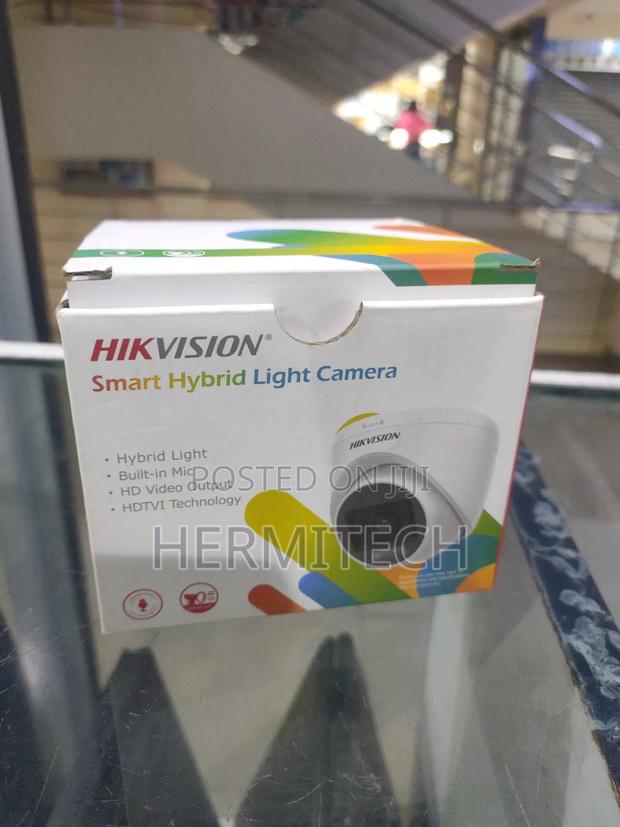 HIKVISION®
Smart Hybrid Light Camera
• Hybrid Light
• Built-in Mic
• HD Video Output
• HDTVI Technology
HIKVISION
POSTED ON JIJI
HERMITECH